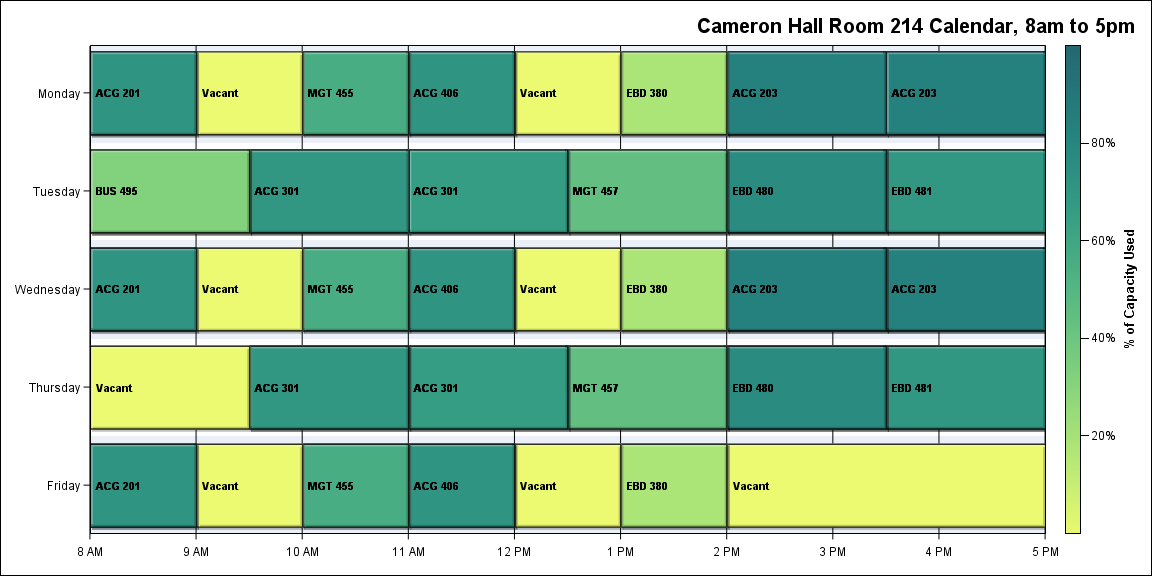 Cameron Hall Room 214 Calendar, 8am to 5pm
Monday
ACG 201
Vacant
MGT 455
ACG 406
Vacant
EBD 380
ACG 203
ACG 203
Tuesday
BUS 495
ACG 301
ACG 301
MGT 457
EBD 480
EBD 481
Wednesday
ACG 201
Vacant
MGT 455
ACG 406
Vacant
EBD 380
ACG 203
ACG 203
Thursday
Vacant
ACG 301
ACG 301
MGT 457
EBD 480
EBD 481
Friday
ACG 201
Vacant
MGT 455
ACG 406
Vacant
EBD 380
Vacant
8 AM
9 AM
10 AM
11 AM
12 PM
1 PM
2 PM
3 PM
4 PM
5 PM
80%
60%
40%
20%
% of Capacity Used